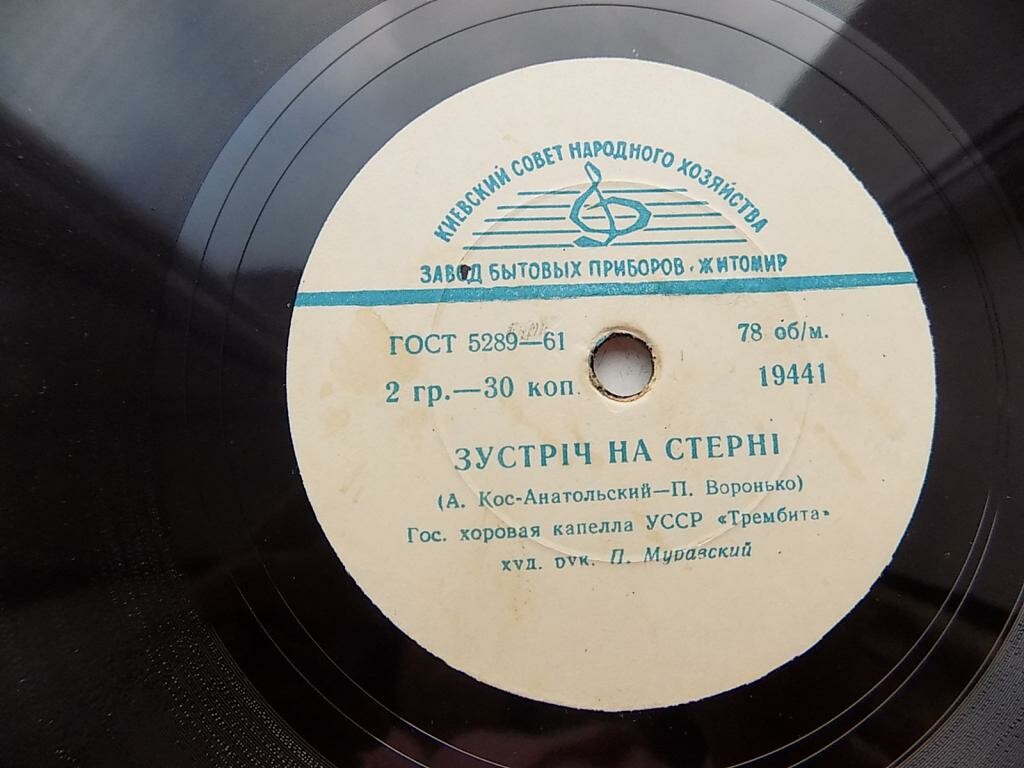 КИЕВСКИЙ СОВЕТ НАРОДНОГО ХОЗЯЙСТВА
ЗАВОД БЫТОВЫХ ПРИБОРОВ · ЖИТОМИР
ГОСТ 5289—61
78 об/м.
2 гр.—30 коп.
19441
ЗУСТРІЧ НА СТЕРНІ
(А. Кос-Анатольский—П. Воронько)
Гос. хоровая капелла УССР «Трембита»
худ. рук. П. Муравский